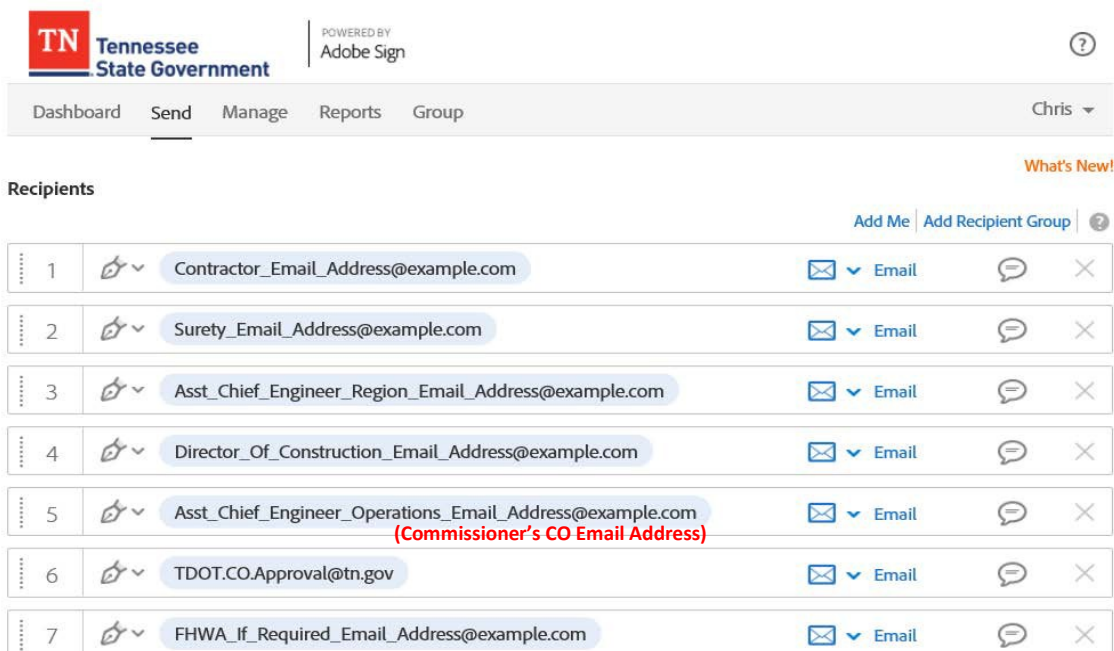 TN Tennessee State Government
POWERED BY
Adobe Sign
?
Dashboard Send Manage Reports Group Chris
What's New!
Recipients
Add Me Add Recipient Group ?
1 Contractor_Email_Address@example.com Email
2 Surety_Email_Address@example.com Email
3 Asst_Chief_Engineer_Region_Email_Address@example.com Email
4 Director_Of_Construction_Email_Address@example.com Email
5 Asst_Chief_Engineer_Operations_Email_Address@example.com Email
(Commissioner’s CO Email Address)
6 TDOT.CO.Approval@tn.gov Email
7 FHWA_If_Required_Email_Address@example.com Email